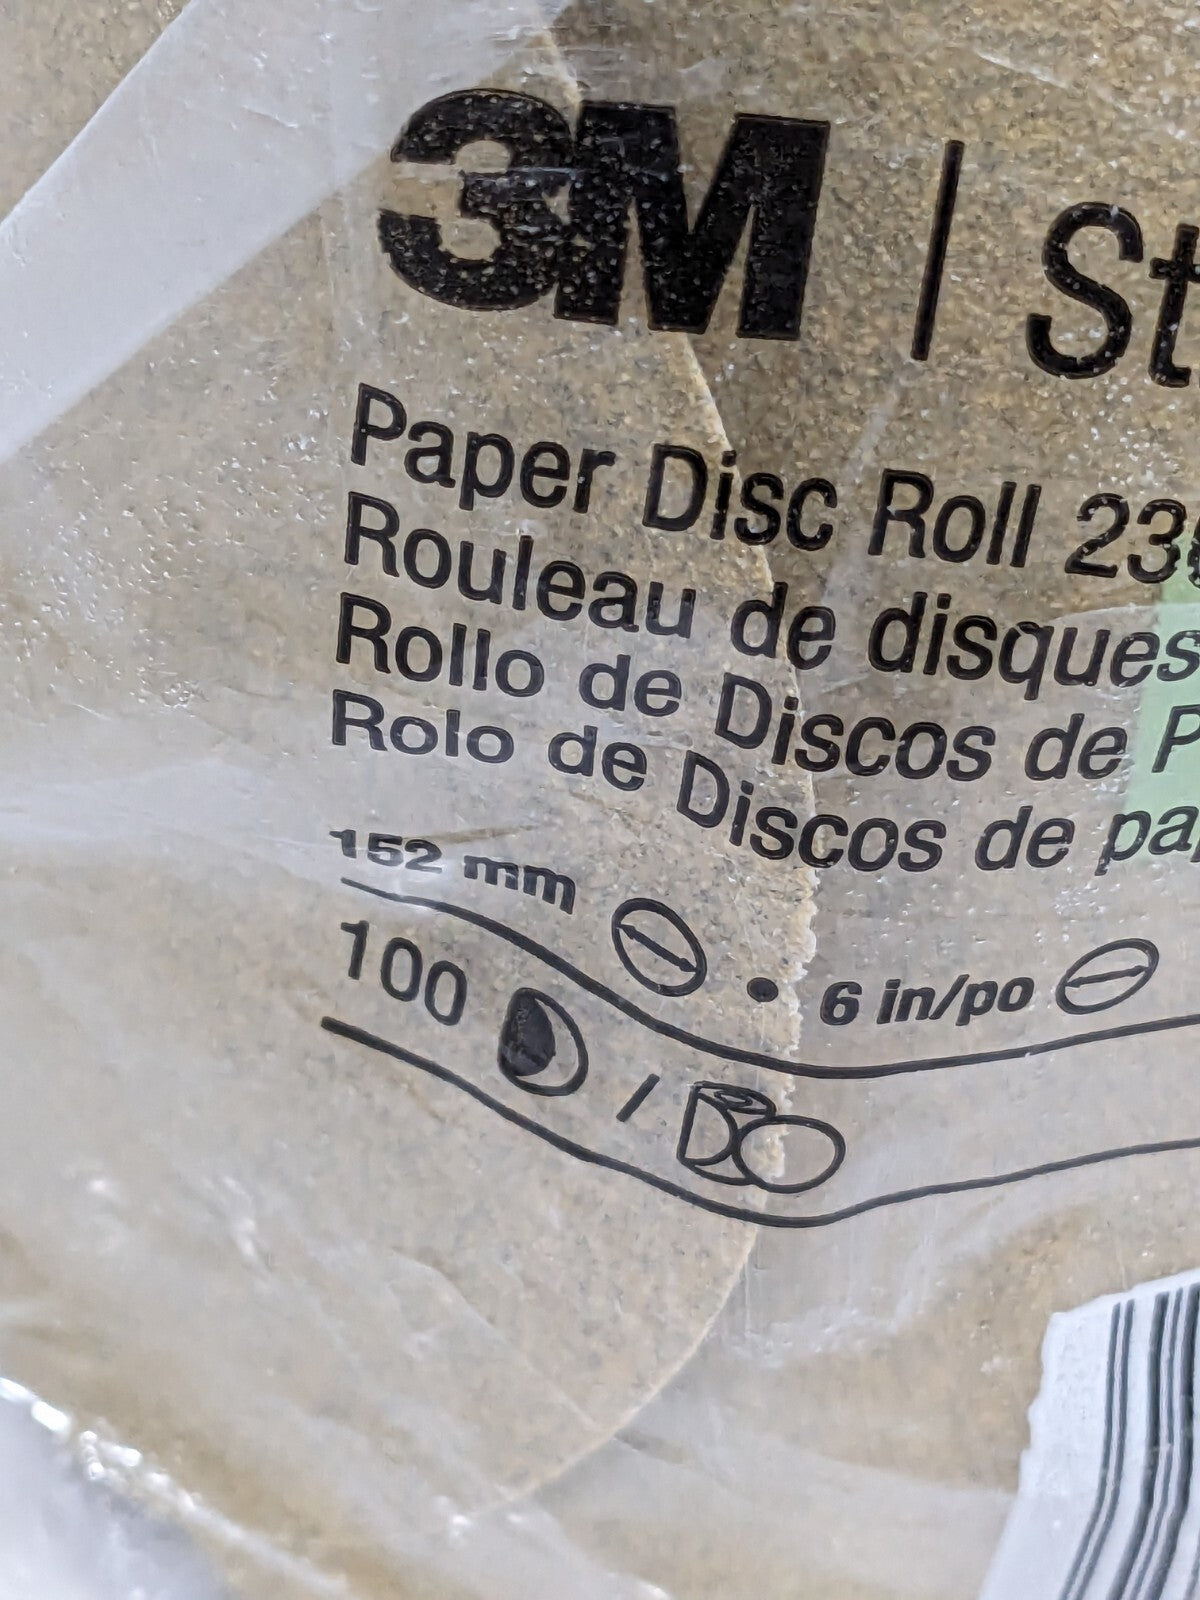 3M | St
Paper Disc Roll 236
Rouleau de disques
Rollo de Discos de P
Rolo de Discos de pa
152 mm • 6 in/po
100 /